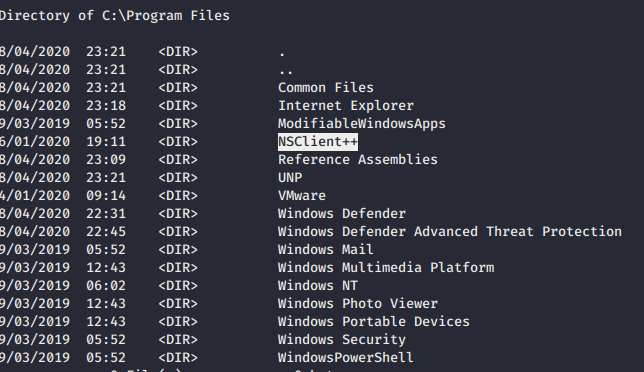 Directory of C:\Program Files
8/04/2020  23:21    <DIR>          .
8/04/2020  23:21    <DIR>          ..
8/04/2020  23:21    <DIR>          Common Files
8/04/2020  23:18    <DIR>          Internet Explorer
9/03/2019  05:52    <DIR>          ModifiableWindowsApps
6/01/2020  19:11    <DIR>          NSClient++
8/04/2020  23:09    <DIR>          Reference Assemblies
8/04/2020  23:21    <DIR>          UNP
4/01/2020  09:14    <DIR>          VMware
8/04/2020  22:31    <DIR>          Windows Defender
8/04/2020  22:45    <DIR>          Windows Defender Advanced Threat Protection
9/03/2019  05:52    <DIR>          Windows Mail
9/03/2019  12:43    <DIR>          Windows Multimedia Platform
9/03/2019  06:02    <DIR>          Windows NT
9/03/2019  12:43    <DIR>          Windows Photo Viewer
9/03/2019  12:43    <DIR>          Windows Portable Devices
9/03/2019  05:52    <DIR>          Windows Security
9/03/2019  05:52    <DIR>          WindowsPowerShell